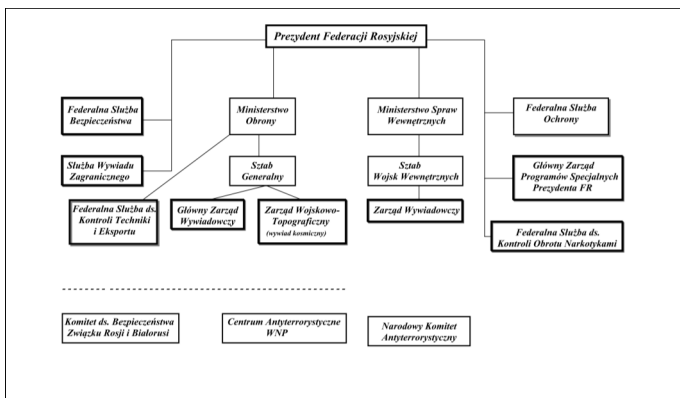 Prezydent Federacji Rosyjskiej
Federalna Służba
Bezpieczeństwa
Ministerstwo
Obrony
Ministerstwo Spraw
Wewnętrznych
Federalna Służba
Ochrony
Służba Wywiadu
Zagranicznego
Sztab
Generalny
Sztab
Wojsk Wewnętrznych
Główny Zarząd
Programów Specjalnych
Prezydenta FR
Federalna Służba ds.
Kontroli Techniki
i Eksportu
Główny Zarząd
Wywiadowczy
Zarząd Wojskowo-
Topograficzny
(wywiad kosmiczny)
Zarząd Wywiadowczy
Federalna Służba ds.
Kontroli Obrotu Narkotykami
Komitet ds. Bezpieczeństwa
Związku Rosji i Białorusi
Centrum Antyterrorystyczne
WNP
Narodowy Komitet
Antyterrorystyczny